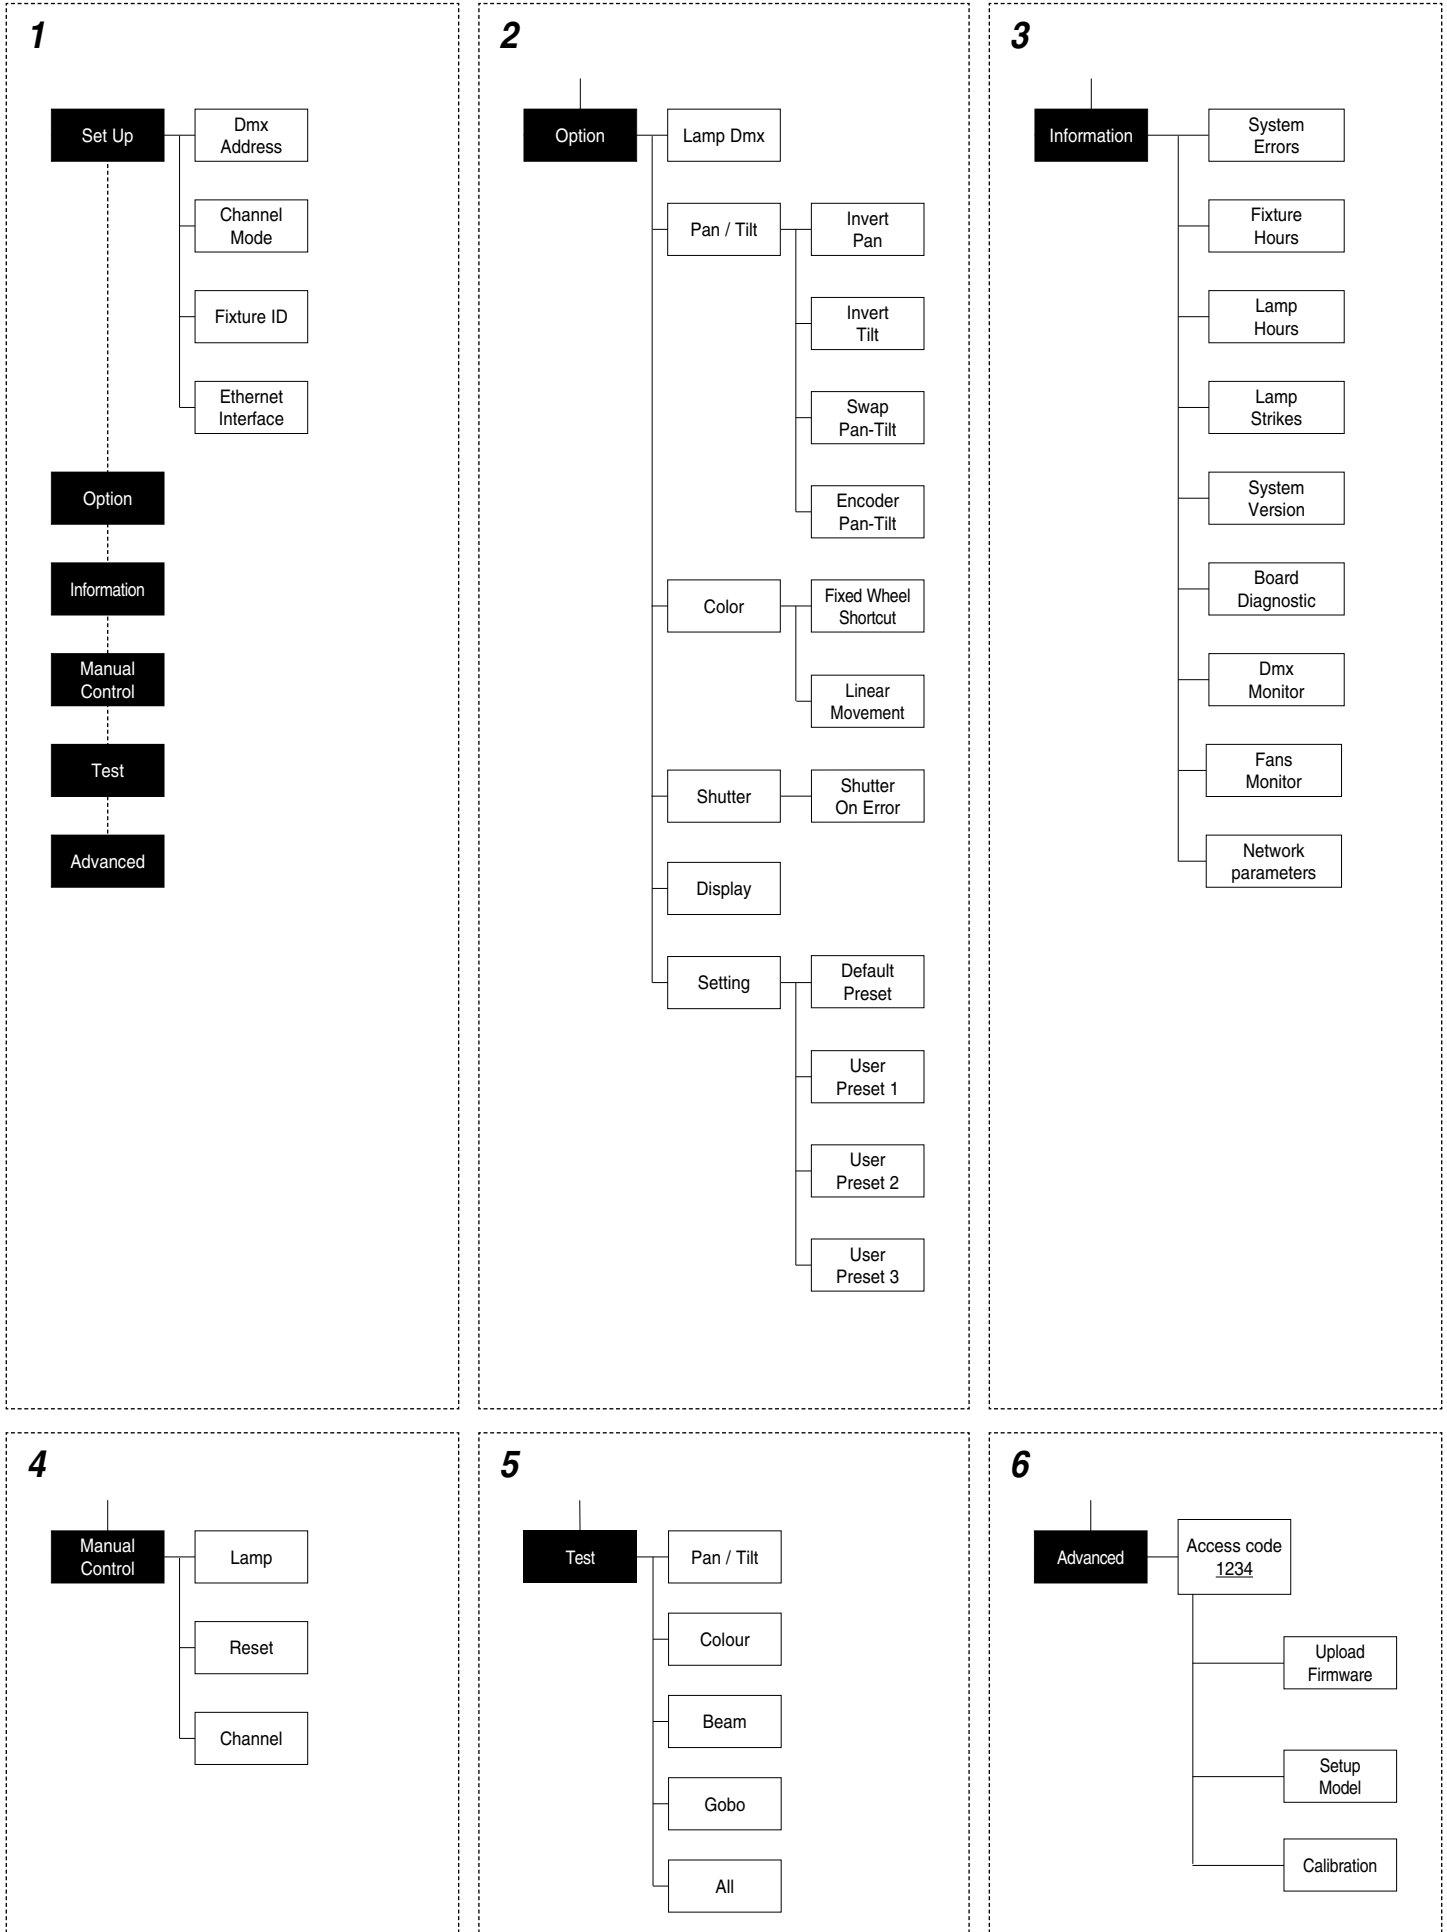 1
Set Up
Dmx
Address
Channel
Mode
Fixture ID
Ethernet
Interface
Option
Information
Manual
Control
Test
Advanced
2
Option
Lamp Dmx
Pan / Tilt
Invert
Pan
Invert
Tilt
Swap
Pan-Tilt
Encoder
Pan-Tilt
Color
Fixed Wheel
Shortcut
Linear
Movement
Shutter
Shutter
On Error
Display
Setting
Default
Preset
User
Preset 1
User
Preset 2
User
Preset 3
3
Information
System
Errors
Fixture
Hours
Lamp
Hours
Lamp
Strikes
System
Version
Board
Diagnostic
Dmx
Monitor
Fans
Monitor
Network
parameters
4
Manual
Control
Lamp
Reset
Channel
5
Test
Pan / Tilt
Colour
Beam
Gobo
All
6
Advanced
Access code
1234
Upload
Firmware
Setup
Model
Calibration